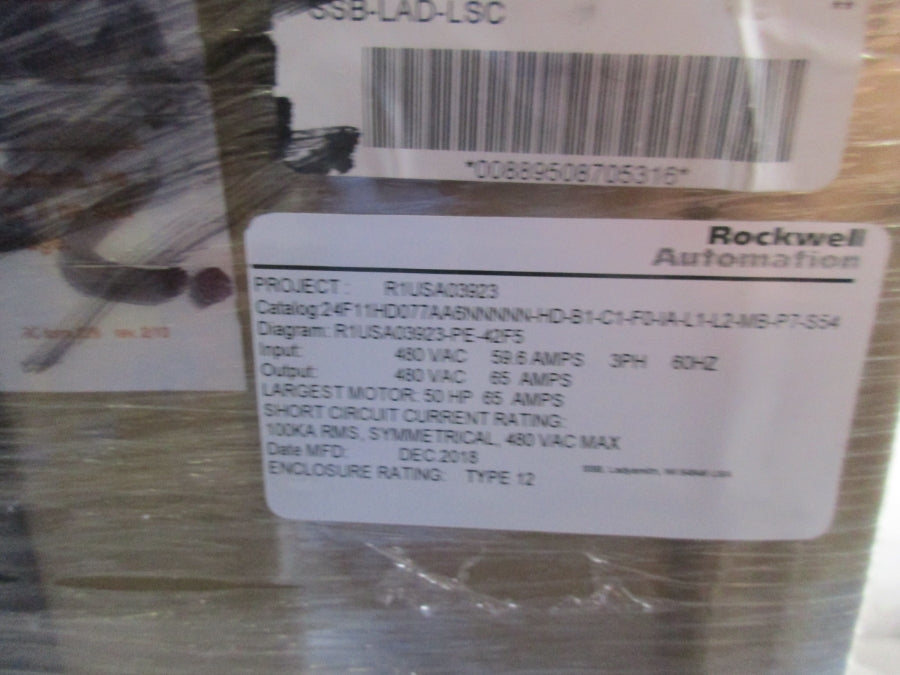 SSB-LAD-LSC
*00889508705316*
Rockwell
Automation
PROJECT: R1USA03923
Catalog:24F11HD077AA6NNNNN-HD-B1-C1-F0-IA-L1-L2-MB-P7-S54
Diagram: R1USA03923-PE-42F5
Input: 480 VAC 59.6 AMPS 3PH 60HZ
Output: 480 VAC 65 AMPS
LARGEST MOTOR: 50 HP 65 AMPS
SHORT CIRCUIT CURRENT RATING:
100KA RMS, SYMMETRICAL, 480 VAC MAX
Date MFD: DEC.2018
ENCLOSURE RATING: TYPE 12